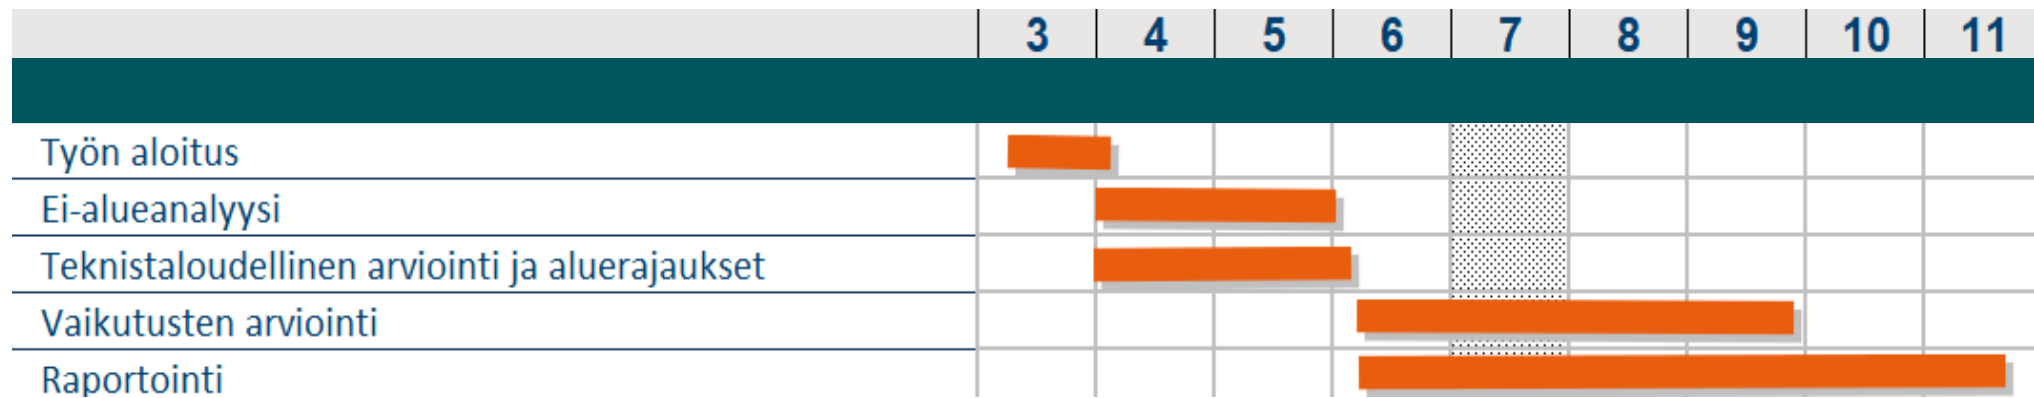 3 4 5 6 7 8 9 10 11
Työn aloitus
Ei-alueanalyysi
Teknistaloudellinen arviointi ja aluerajaukset
Vaikutusten arviointi
Raportointi